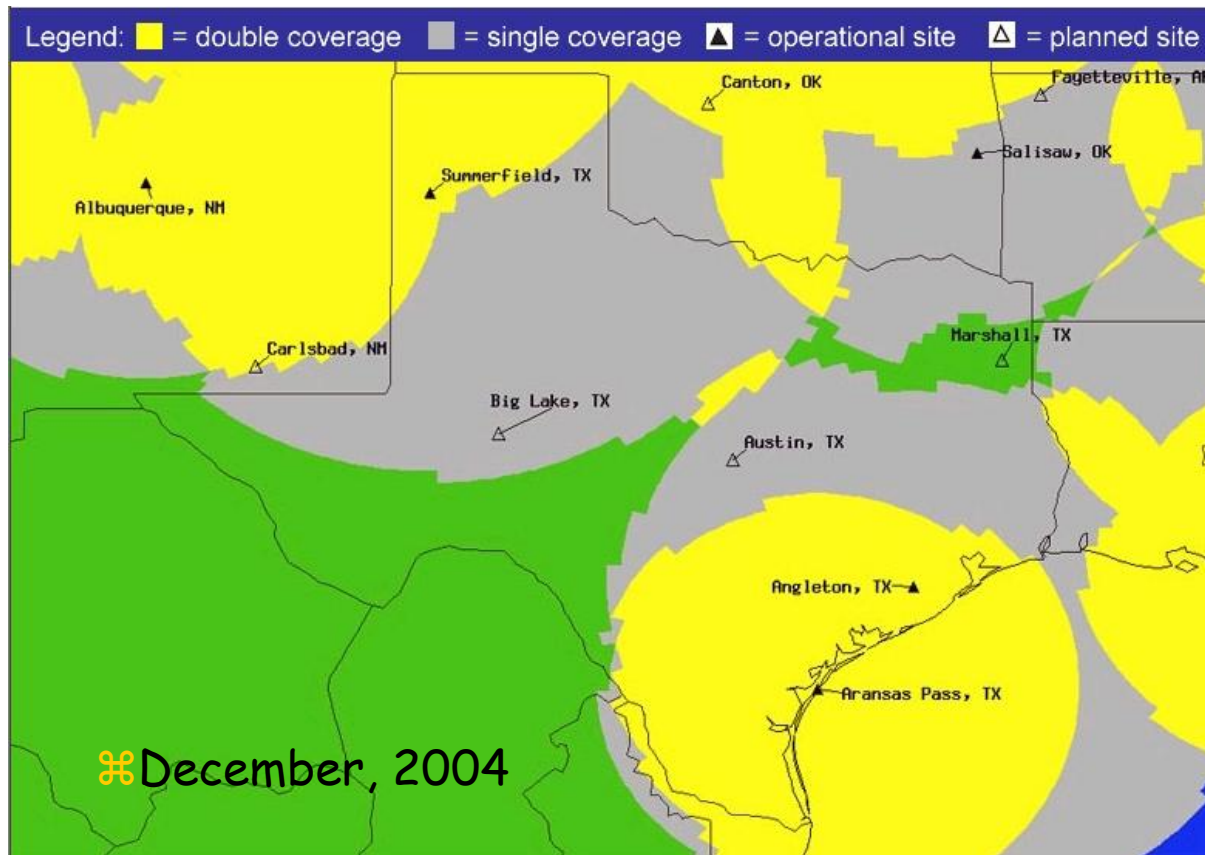 Legend: = double coverage = single coverage = operational site = planned site
Canton, OK
Fayetteville, A
Salisaw, OK
Summerfield, TX
Albuquerque, NM
Marshall, TX
Carlsbad, NM
Big Lake, TX
Austin, TX
Angleton, TX
Aransas Pass, TX
⌘December, 2004